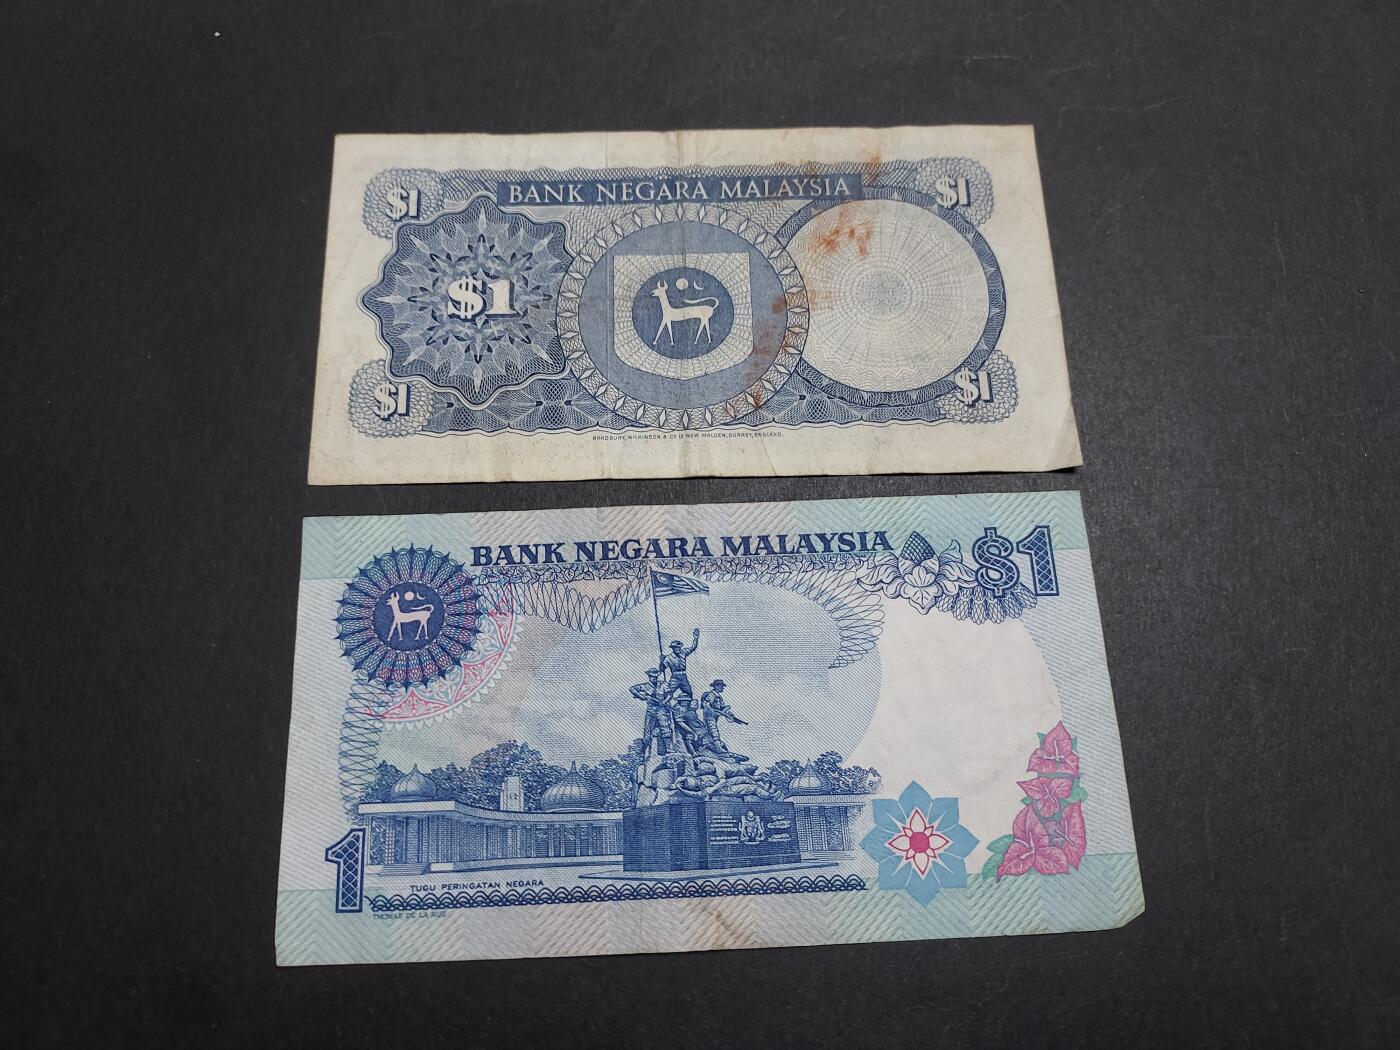 BANK NEGARA MALAYSIA
$1 $1
$1
$1 $1
BRADBURY, WILKINSON & Cº Lᴰ NEW MALDEN, SURREY, ENGLAND.
BANK NEGARA MALAYSIA
$1
1
TUGU PERINGATAN NEGARA
THOMAS DE LA RUE